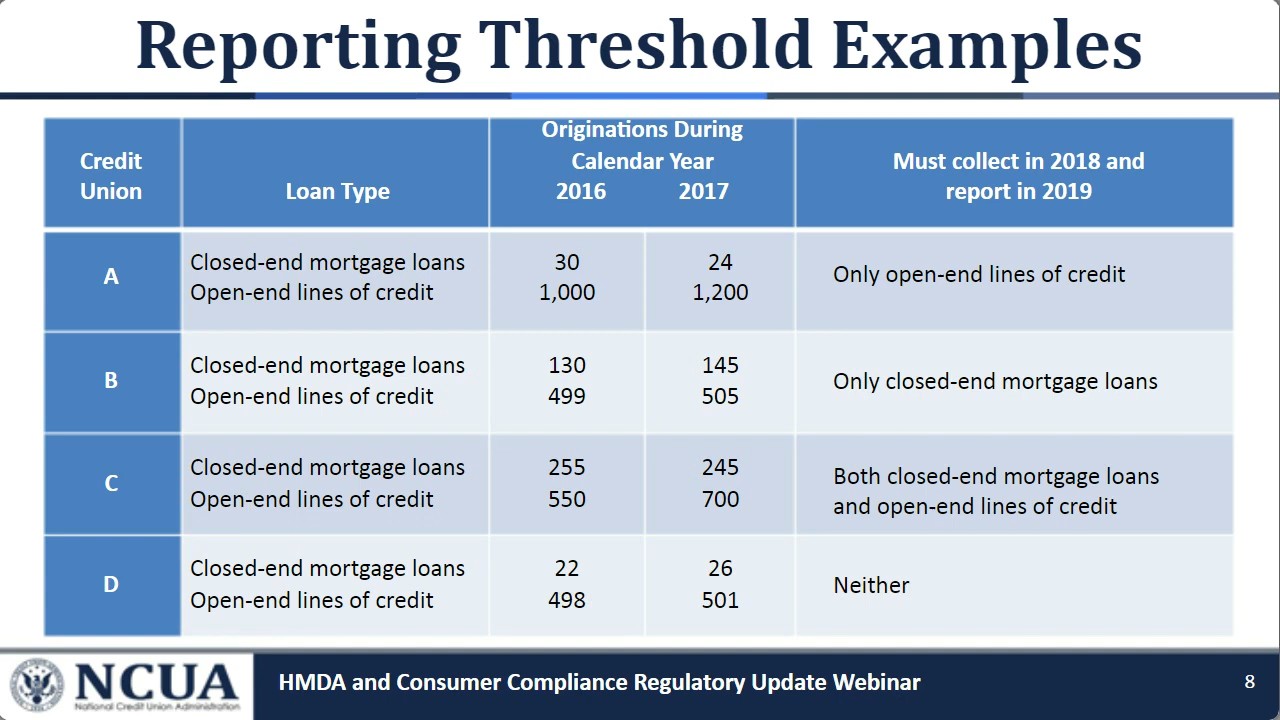 Reporting Threshold Examples
Credit
Union
Loan Type
Originations During
Calendar Year
2016 2017
Must collect in 2018 and
report in 2019
A
Closed-end mortgage loans 30 24
Open-end lines of credit 1,000 1,200
Only open-end lines of credit
B
Closed-end mortgage loans 130 145
Open-end lines of credit 499 505
Only closed-end mortgage loans
C
Closed-end mortgage loans 255 245
Open-end lines of credit 550 700
Both closed-end mortgage loans
and open-end lines of credit
D
Closed-end mortgage loans 22 26
Open-end lines of credit 498 501
Neither
NCUA
National Credit Union Administration
HMDA and Consumer Compliance Regulatory Update Webinar
8